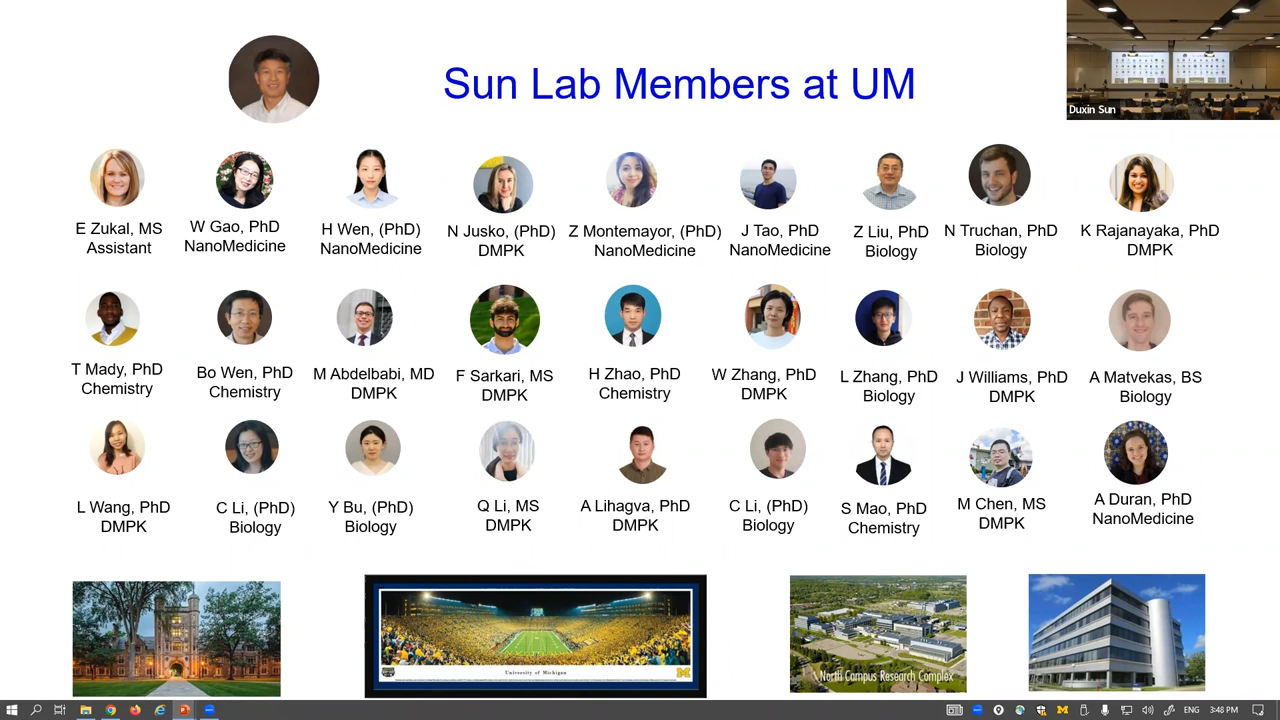 Sun Lab Members at UM
Duxin Sun
E Zukal, MS
Assistant
W Gao, PhD
NanoMedicine
H Wen, (PhD)
NanoMedicine
N Jusko, (PhD)
DMPK
Z Montemayor, (PhD)
NanoMedicine
J Tao, PhD
NanoMedicine
Z Liu, PhD
Biology
N Truchan, PhD
Biology
K Rajanayaka, PhD
DMPK
T Mady, PhD
Chemistry
Bo Wen, PhD
Chemistry
M Abdelbabi, MD
DMPK
F Sarkari, MS
DMPK
H Zhao, PhD
Chemistry
W Zhang, PhD
DMPK
L Zhang, PhD
Biology
J Williams, PhD
DMPK
A Matvekas, BS
Biology
L Wang, PhD
DMPK
C Li, (PhD)
Biology
Y Bu, (PhD)
Biology
Q Li, MS
DMPK
A Lihagva, PhD
DMPK
C Li, (PhD)
Biology
S Mao, PhD
Chemistry
M Chen, MS
DMPK
A Duran, PhD
NanoMedicine
University of Michigan
M
North Campus Research Complex
ENG
3:48 PM